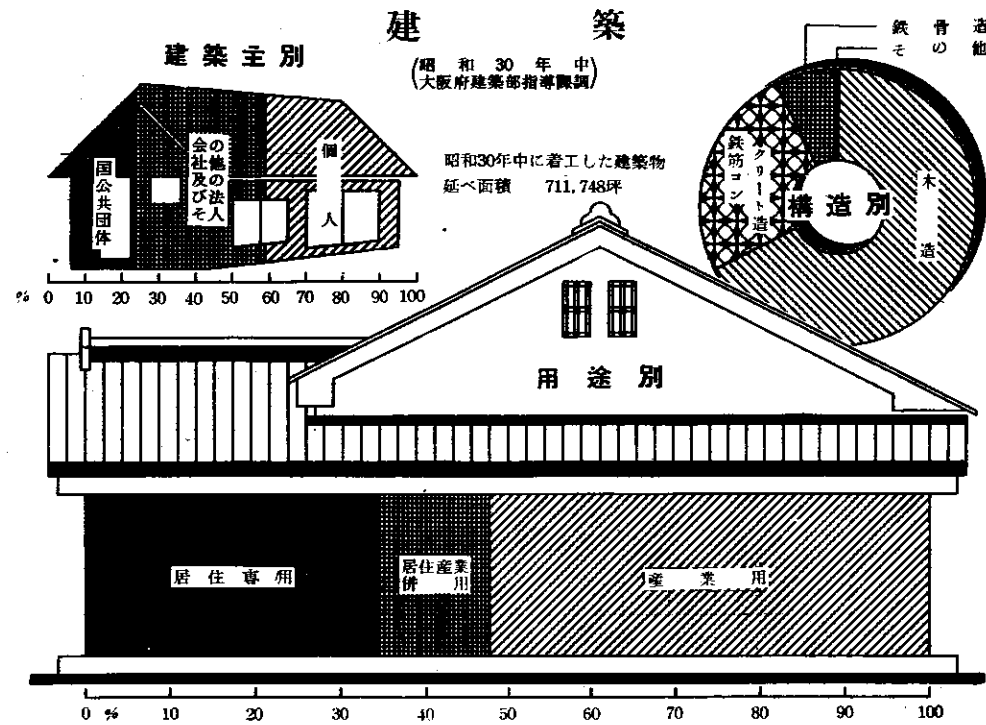 建築
(昭和30年中
大阪府建築部指導課調)
建築主別
国公共団体
会社及びそ
の他の法人
個人
% 0 10 20 30 40 50 60 70 80 90 100
昭和30年中に着工した建築物
延べ面積 711,748坪
鉄骨造
その他
構造別
木造
鉄筋コン
クリート造
用途別
居住専用
居住産業
併用
産業用
0 % 10 20 30 40 50 60 70 80 90 100